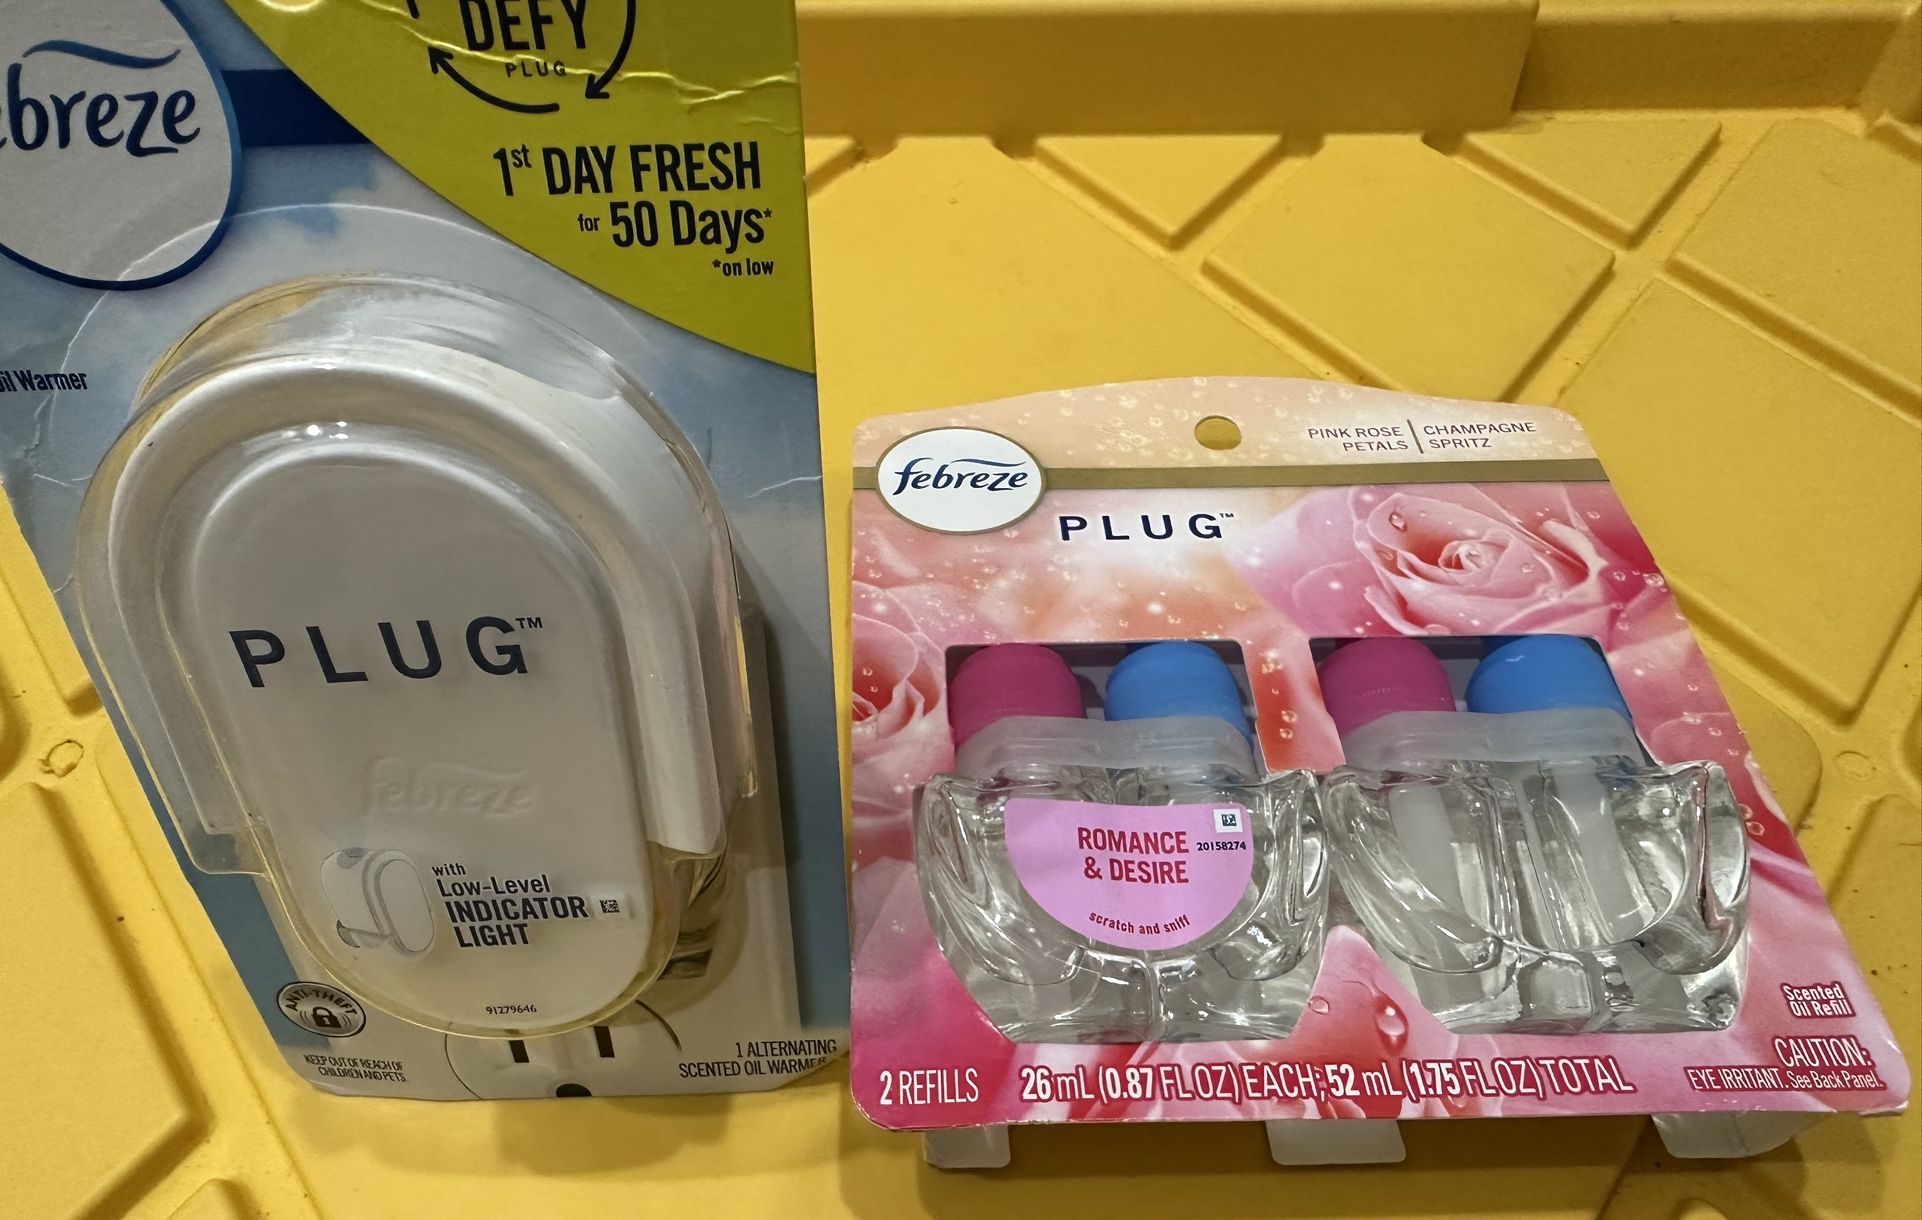 DEFY
PLUG
1st DAY FRESH
for 50 Days*
*on low
ebreze
il Warmer
PLUG™
febreze
with
Low-Level
INDICATOR
LIGHT
91279646
ANTI-THEFT
KEEP OUT OF REACH OF
CHILDREN AND PETS.
1 ALTERNATING
SCENTED OIL WARMER
febreze
PLUG™
PINK ROSE
PETALS
CHAMPAGNE
SPRITZ
ROMANCE
& DESIRE
20158274
scratch and sniff
Scented
Oil Refill
2 REFILLS 26 mL (0.87 FL OZ) EACH; 52 mL (1.75 FL OZ) TOTAL
CAUTION:
EYE IRRITANT. See Back Panel.